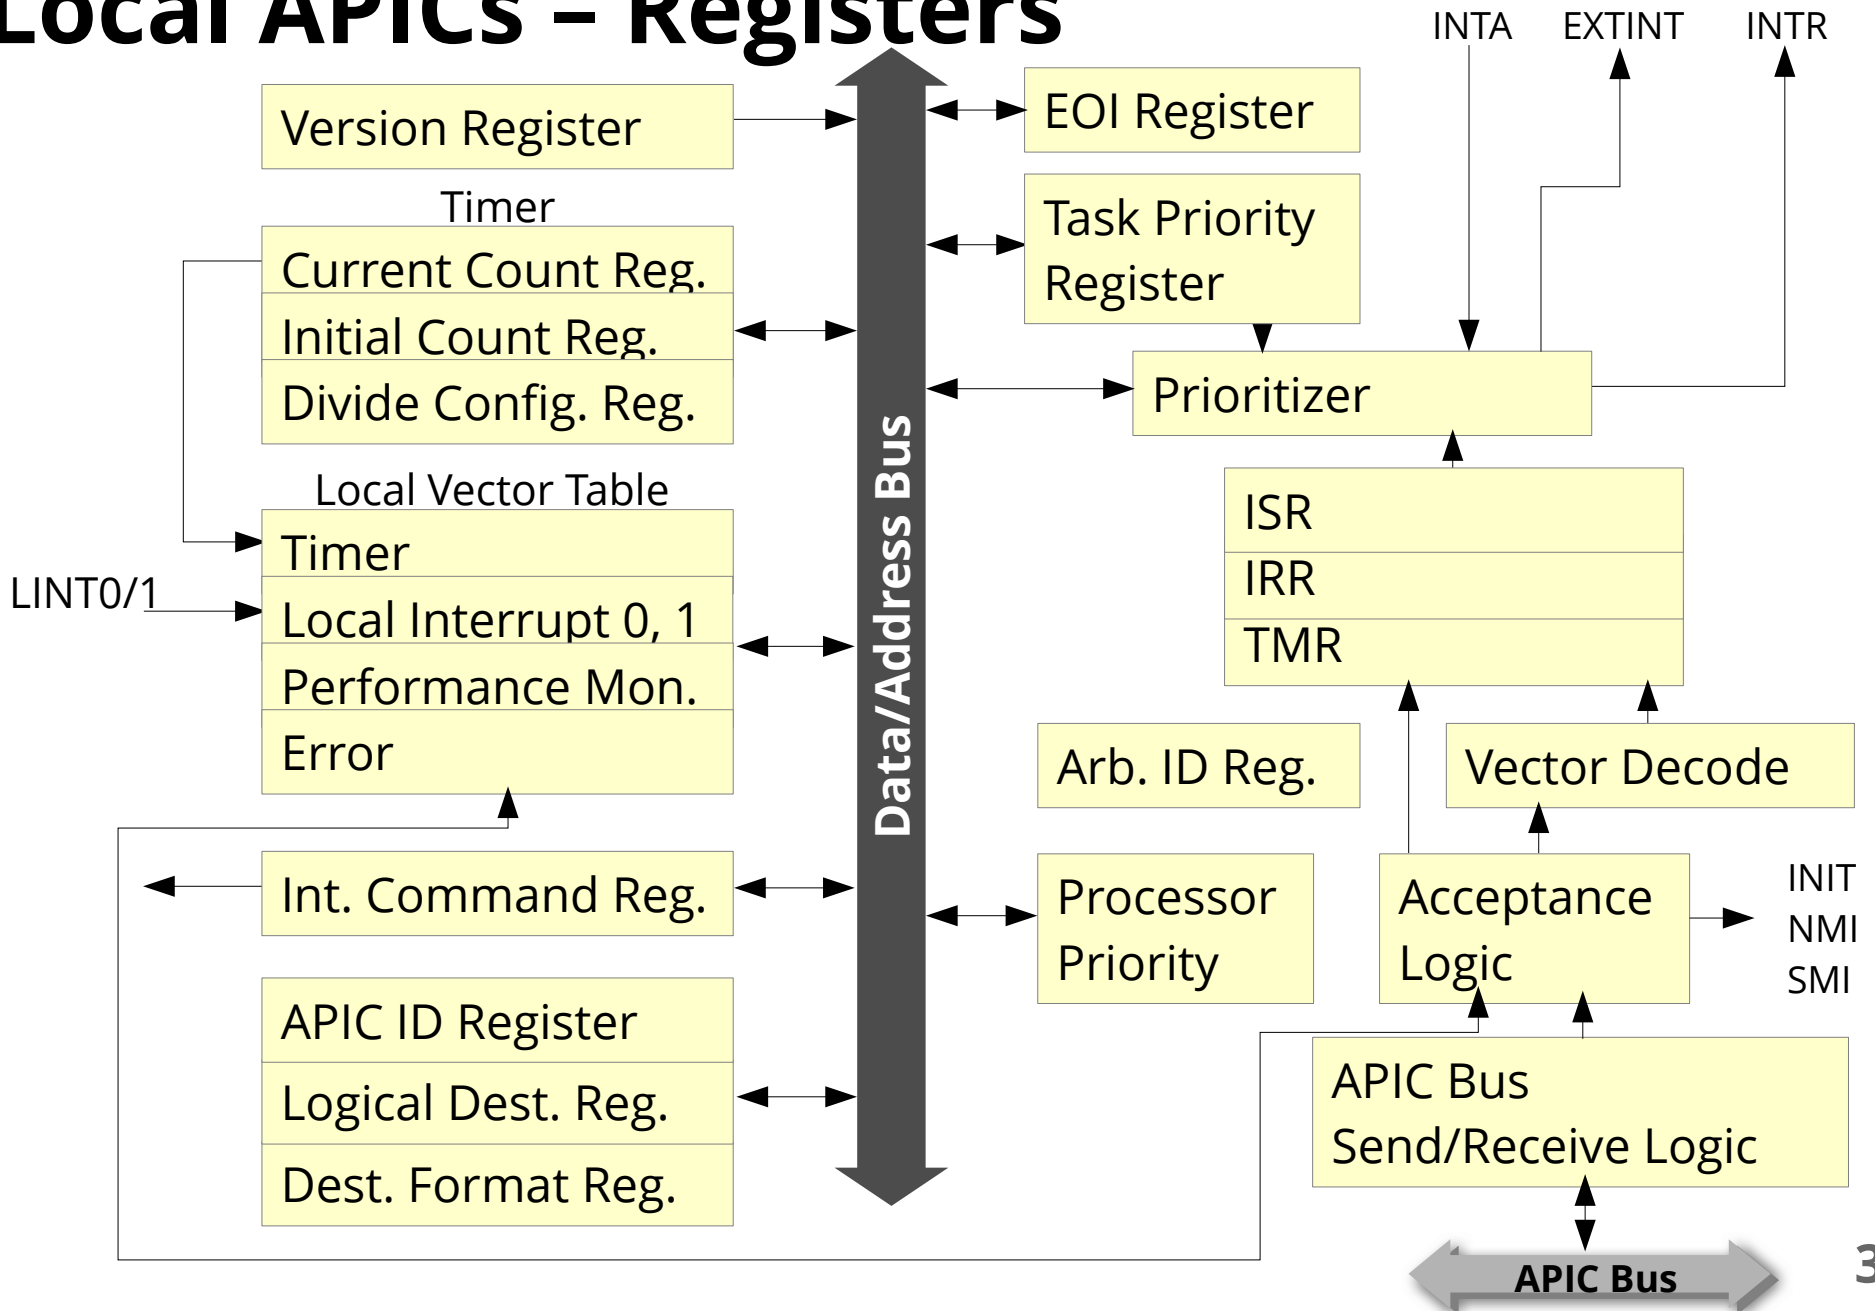 Local APICs – Registers
INTA
EXTINT
INTR
Version Register
EOI Register
Timer
Current Count Reg.
Initial Count Reg.
Divide Config. Reg.
Task Priority
Register
Prioritizer
Local Vector Table
Timer
Local Interrupt 0, 1
Performance Mon.
Error
LINT0/1
Data/Address Bus
ISR
IRR
TMR
Arb. ID Reg.
Vector Decode
Int. Command Reg.
Processor
Priority
Acceptance
Logic
INIT
NMI
SMI
APIC ID Register
Logical Dest. Reg.
Dest. Format Reg.
APIC Bus
Send/Receive Logic
APIC Bus
3